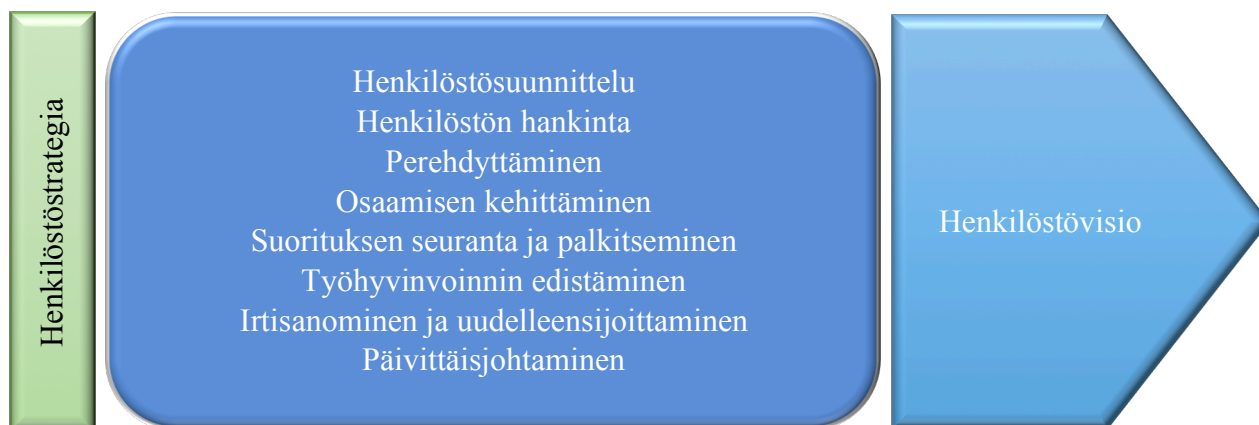 Henkilöstöstrategia
Henkilöstösuunnittelu
Henkilöstön hankinta
Perehdyttäminen
Osaamisen kehittäminen
Suorituksen seuranta ja palkitseminen
Työhyvinvoinnin edistäminen
Irtisanominen ja uudelleensijoittaminen
Päivittäisjohtaminen
Henkilöstövisio